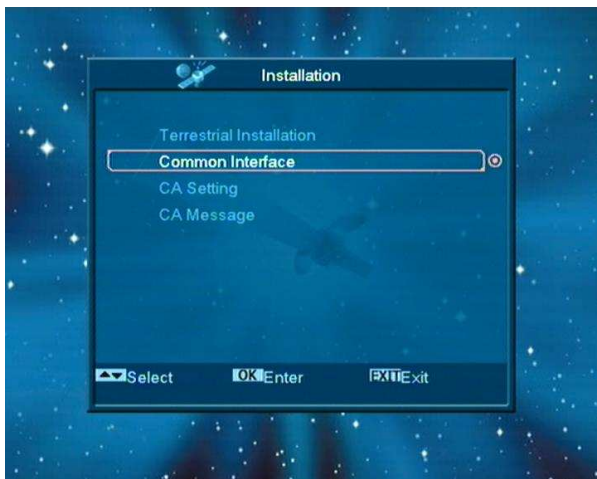 Installation
Terrestrial Installation
Common Interface
CA Setting
CA Message
Select OK Enter EXIT Exit